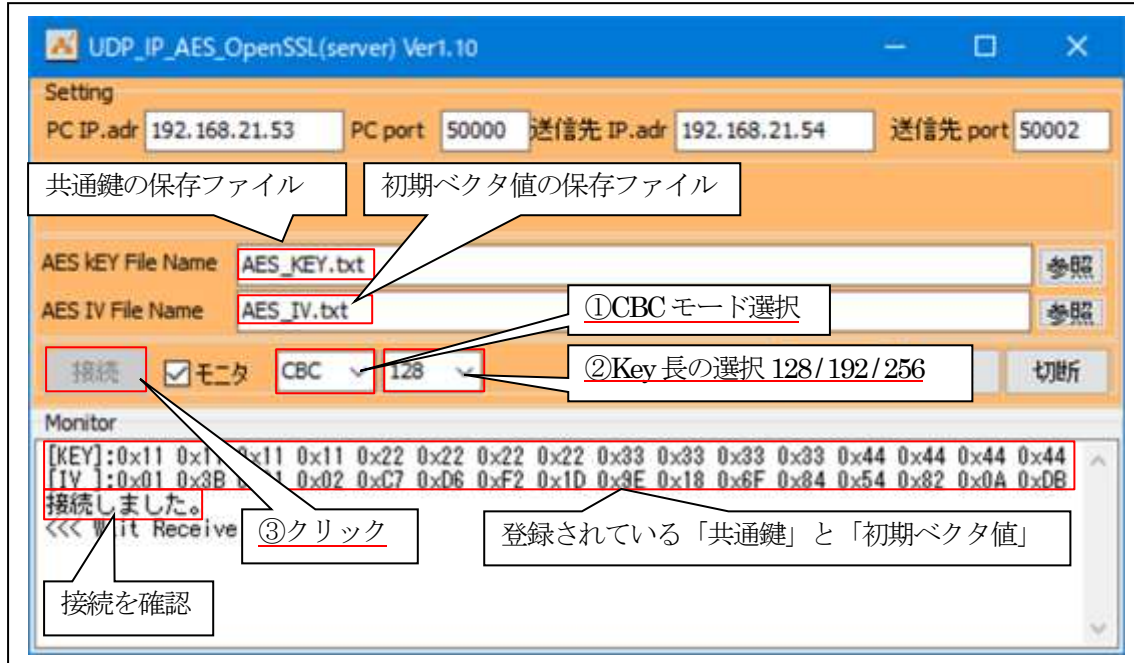 UDP_IP_AES_OpenSSL(server) Ver1.10
Setting
PC IP.adr 192.168.21.53 PC port 50000 送信先 IP.adr 192.168.21.54 送信先 port 50002
共通鍵の保存ファイル 初期ベクタ値の保存ファイル
AES kEY File Name AES_KEY.txt 参照
AES IV File Name AES_IV.txt 参照
①CBCモード選択
接続 モニタ CBC 128 ②Key 長の選択 128/192/256 切断
Monitor
[KEY]:0x11 0x11 0x11 0x11 0x22 0x22 0x22 0x22 0x33 0x33 0x33 0x33 0x44 0x44 0x44 0x44
[IV ]:0x01 0x3B 0x02 0xC7 0xD6 0xF2 0x1D 0x9E 0x18 0x6F 0x84 0x54 0x82 0x0A 0xDB
接続しました。
<<< Wait Receive
③クリック
登録されている「共通鍵」と「初期ベクタ値」
接続を確認